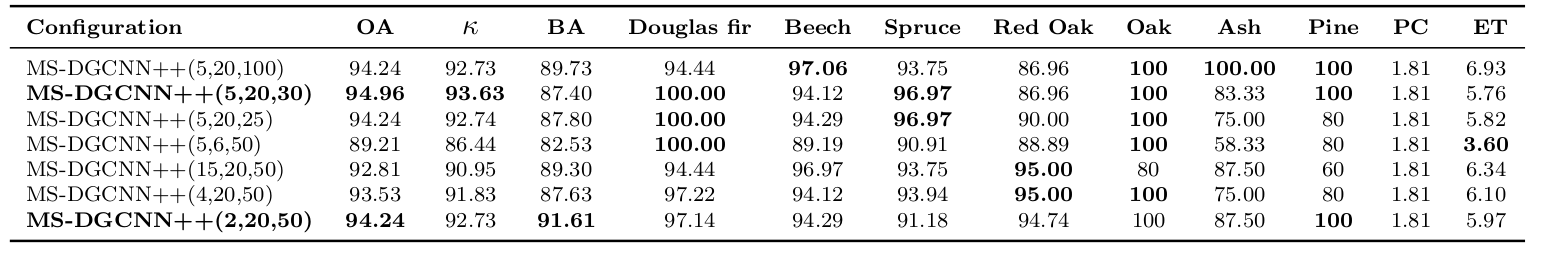 Configuration OA κ BA Douglas fir Beech Spruce Red Oak Oak Ash Pine PC ET
MS-DGCNN++(5,20,100) 94.24 92.73 89.73 94.44 97.06 93.75 86.96 100 100.00 100 1.81 6.93
MS-DGCNN++(5,20,30) 94.96 93.63 87.40 100.00 94.12 96.97 86.96 100 83.33 100 1.81 5.76
MS-DGCNN++(5,20,25) 94.24 92.74 87.80 100.00 94.29 96.97 90.00 100 75.00 80 1.81 5.82
MS-DGCNN++(5,6,50) 89.21 86.44 82.53 100.00 89.19 90.91 88.89 100 58.33 80 1.81 3.60
MS-DGCNN++(15,20,50) 92.81 90.95 89.30 94.44 96.97 93.75 95.00 80 87.50 60 1.81 6.34
MS-DGCNN++(4,20,50) 93.53 91.83 87.63 97.22 94.12 93.94 95.00 100 75.00 80 1.81 6.10
MS-DGCNN++(2,20,50) 94.24 92.73 91.61 97.14 94.29 91.18 94.74 100 87.50 100 1.81 5.97